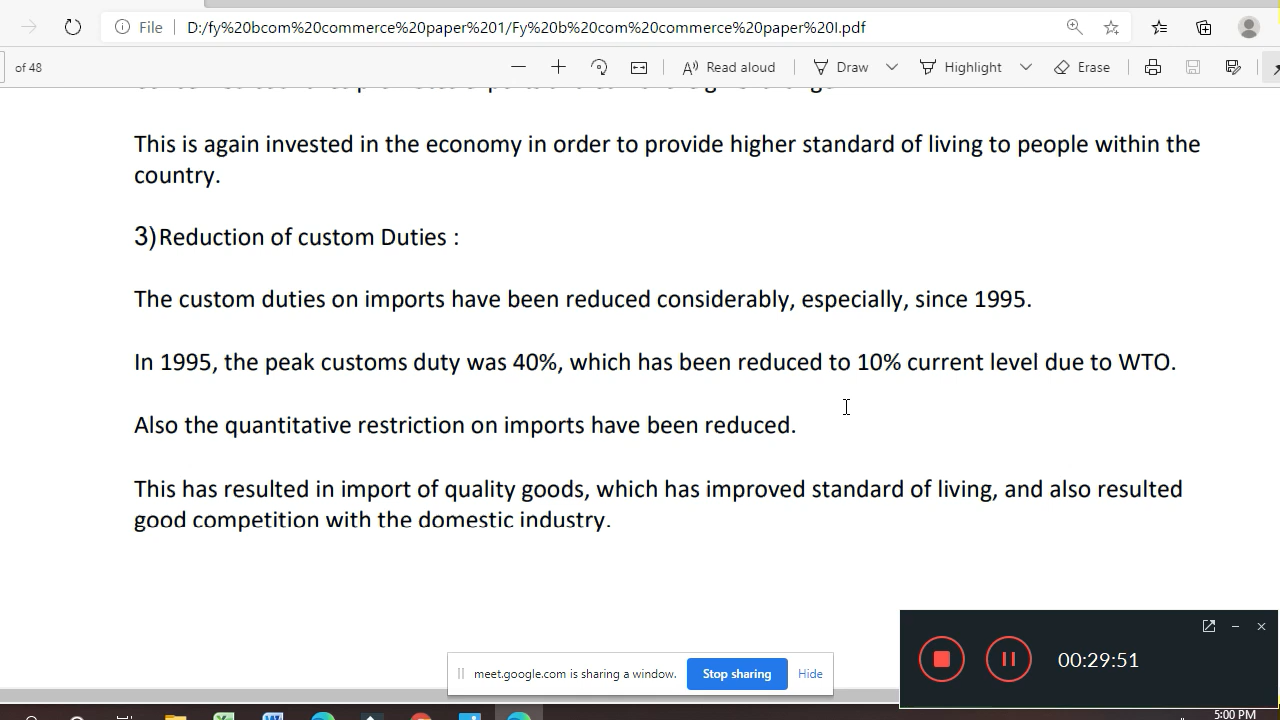 File D:/fy%20bcom%20commerce%20paper%201/Fy%20b%20com%20commerce%20paper%20I.pdf
of 48 Read aloud Draw Highlight Erase
This is again invested in the economy in order to provide higher standard of living to people within the
country.
3)Reduction of custom Duties :
The custom duties on imports have been reduced considerably, especially, since 1995.
In 1995, the peak customs duty was 40%, which has been reduced to 10% current level due to WTO.
Also the quantitative restriction on imports have been reduced.
This has resulted in import of quality goods, which has improved standard of living, and also resulted
good competition with the domestic industry.
00:29:51
meet.google.com is sharing a window. Stop sharing Hide
5:00 PM